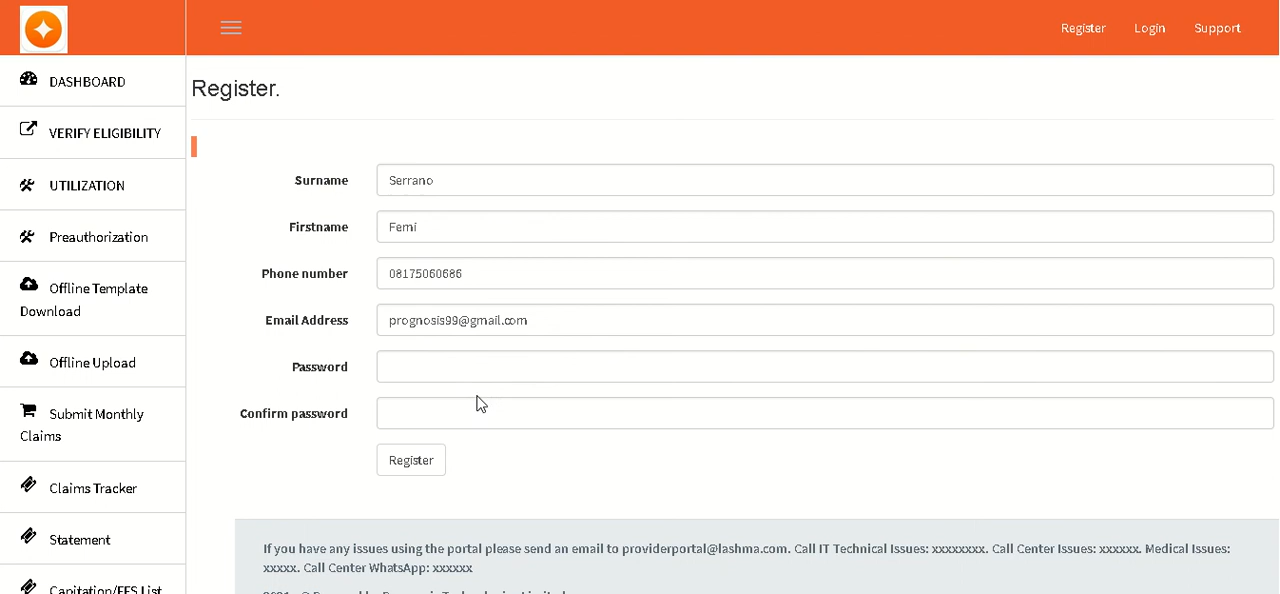 Register Login Support
DASHBOARD
VERIFY ELIGIBILITY
UTILIZATION
Preauthorization
Offline Template
Download
Offline Upload
Submit Monthly
Claims
Claims Tracker
Statement
Capitation/FFS List
Register.
Surname Serrano
Firstname Femi
Phone number 08175060686
Email Address prognosis99@gmail.com
Password
Confirm password
Register
If you have any issues using the portal please send an email to providerportal@lashma.com. Call IT Technical Issues: xxxxxxxx. Call Center Issues: xxxxxx. Medical Issues:
xxxxx. Call Center WhatsApp: xxxxxx